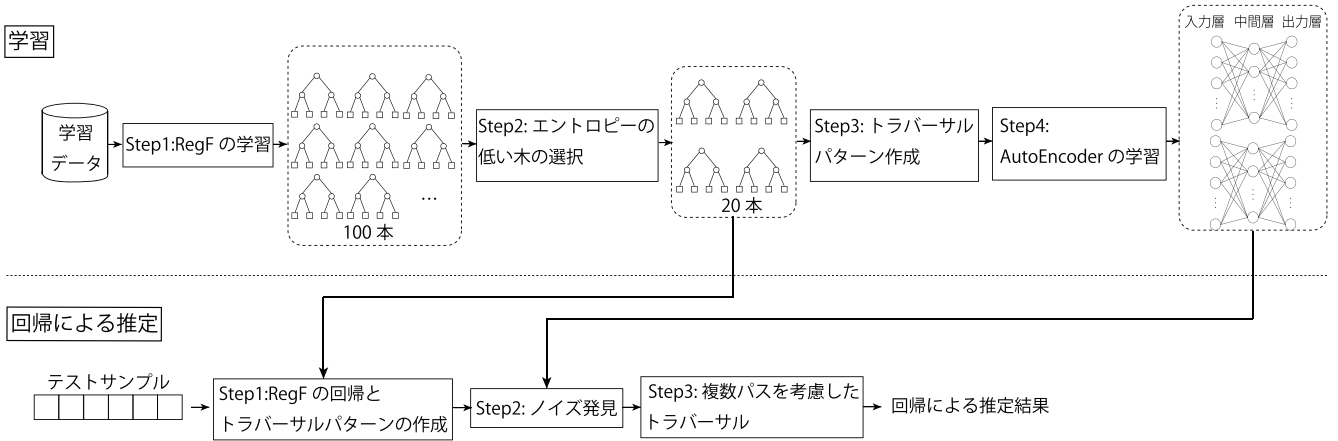 学習
学習
データ
Step1:RegF の学習
100 本
…
Step2: エントロピーの
低い木の選択
20 本
Step3: トラバーサル
パターン作成
Step4:
AutoEncoder の学習
入力層 中間層 出力層
回帰による推定
テストサンプル
Step1:RegF の回帰と
トラバーサルパターンの作成
Step2: ノイズ発見
Step3: 複数パスを考慮した
トラバーサル
回帰による推定結果